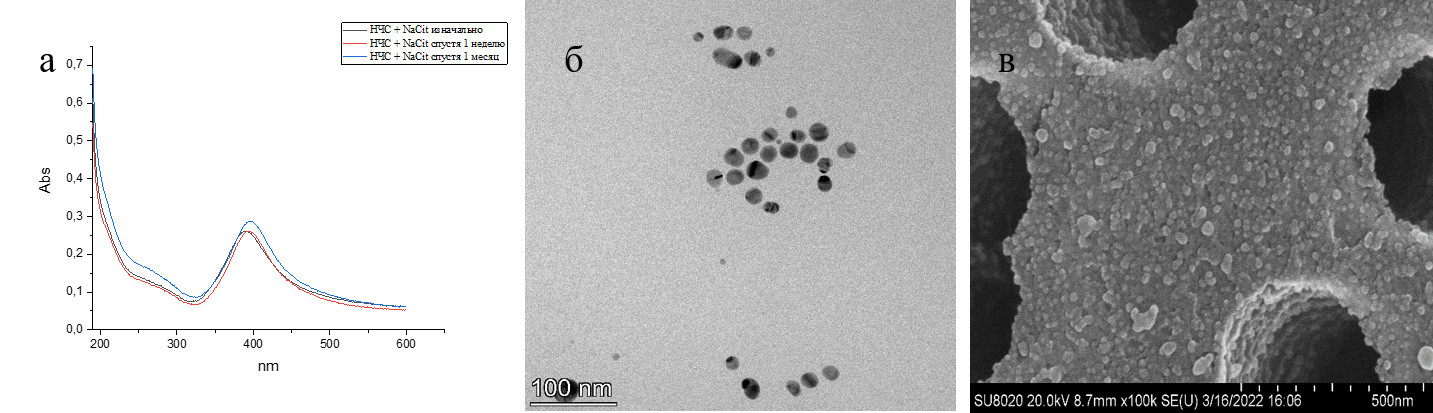 а
НЧС + NaCit изначально
НЧС + NaCit спустя 1 неделю
НЧС + NaCit спустя 1 месяц
0,7
0,6
0,5
0,4
0,3
0,2
0,1
0,0
Abs
200 300 400 500 600
nm
б
100 nm
в
SU8020 20.0kV 8.7mm x100k SE(U) 3/16/2022 16:06 500nm